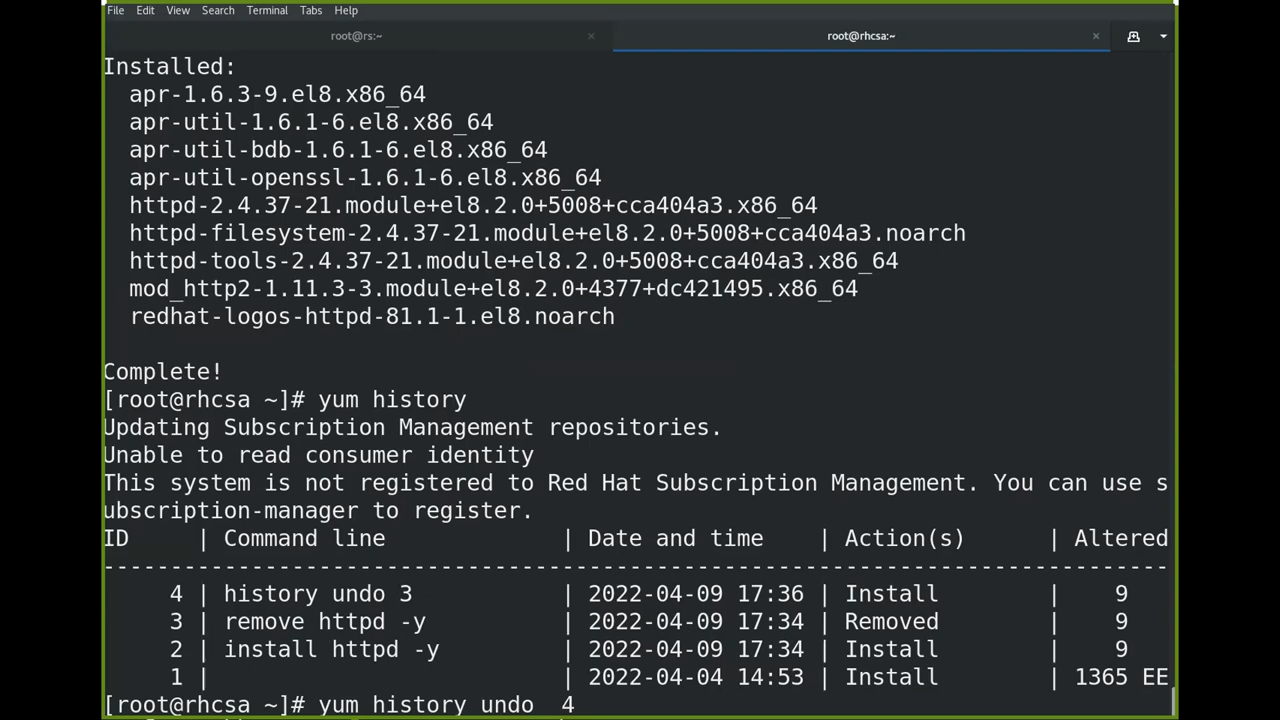 File Edit View Search Terminal Tabs Help
root@rs:~ × root@rhcsa:~ ×
Installed:
  apr-1.6.3-9.el8.x86_64
  apr-util-1.6.1-6.el8.x86_64
  apr-util-bdb-1.6.1-6.el8.x86_64
  apr-util-openssl-1.6.1-6.el8.x86_64
  httpd-2.4.37-21.module+el8.2.0+5008+cca404a3.x86_64
  httpd-filesystem-2.4.37-21.module+el8.2.0+5008+cca404a3.noarch
  httpd-tools-2.4.37-21.module+el8.2.0+5008+cca404a3.x86_64
  mod_http2-1.11.3-3.module+el8.2.0+4377+dc421495.x86_64
  redhat-logos-httpd-81.1-1.el8.noarch
Complete!
[root@rhcsa ~]# yum history
Updating Subscription Management repositories.
Unable to read consumer identity
This system is not registered to Red Hat Subscription Management. You can use s
ubscription-manager to register.
ID     | Command line             | Date and time    | Action(s)      | Altered
-------------------------------------------------------------------------------
     4 | history undo 3           | 2022-04-09 17:36 | Install        |    9
     3 | remove httpd -y          | 2022-04-09 17:34 | Removed        |    9
     2 | install httpd -y         | 2022-04-09 17:34 | Install        |    9
     1 |                          | 2022-04-04 14:53 | Install        | 1365 EE
[root@rhcsa ~]# yum history undo  4